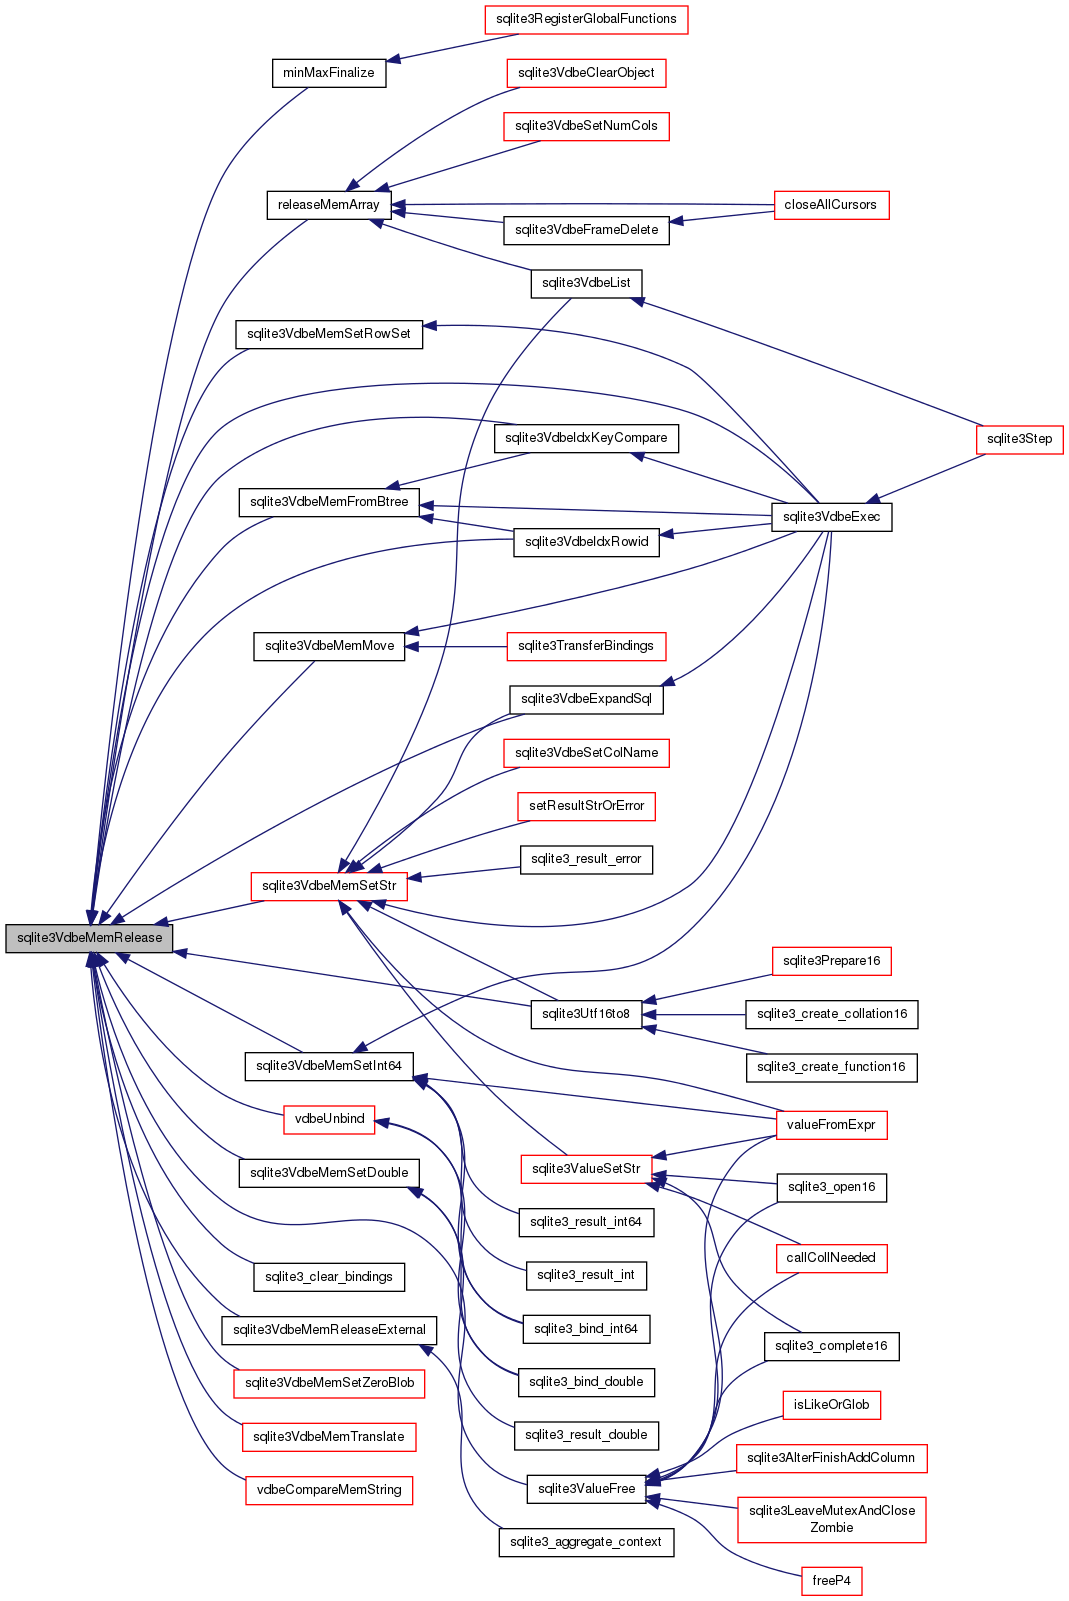 sqlite3RegisterGlobalFunctions
minMaxFinalize
sqlite3VdbeClearObject
sqlite3VdbeSetNumCols
releaseMemArray
closeAllCursors
sqlite3VdbeFrameDelete
sqlite3VdbeList
sqlite3VdbeMemSetRowSet
sqlite3VdbeIdxKeyCompare
sqlite3Step
sqlite3VdbeMemFromBtree
sqlite3VdbeExec
sqlite3VdbeIdxRowid
sqlite3VdbeMemMove
sqlite3TransferBindings
sqlite3VdbeExpandSql
sqlite3VdbeSetColName
setResultStrOrError
sqlite3_result_error
sqlite3VdbeMemSetStr
sqlite3VdbeMemRelease
sqlite3Prepare16
sqlite3Utf16to8
sqlite3_create_collation16
sqlite3VdbeMemSetInt64
sqlite3_create_function16
vdbeUnbind
valueFromExpr
sqlite3VdbeMemSetDouble
sqlite3ValueSetStr
sqlite3_open16
sqlite3_result_int64
callCollNeeded
sqlite3_clear_bindings
sqlite3_result_int
sqlite3VdbeMemReleaseExternal
sqlite3_bind_int64
sqlite3_complete16
sqlite3VdbeMemSetZeroBlob
sqlite3_bind_double
isLikeOrGlob
sqlite3VdbeMemTranslate
sqlite3_result_double
sqlite3AlterFinishAddColumn
vdbeCompareMemString
sqlite3ValueFree
sqlite3LeaveMutexAndClose
Zombie
sqlite3_aggregate_context
freeP4